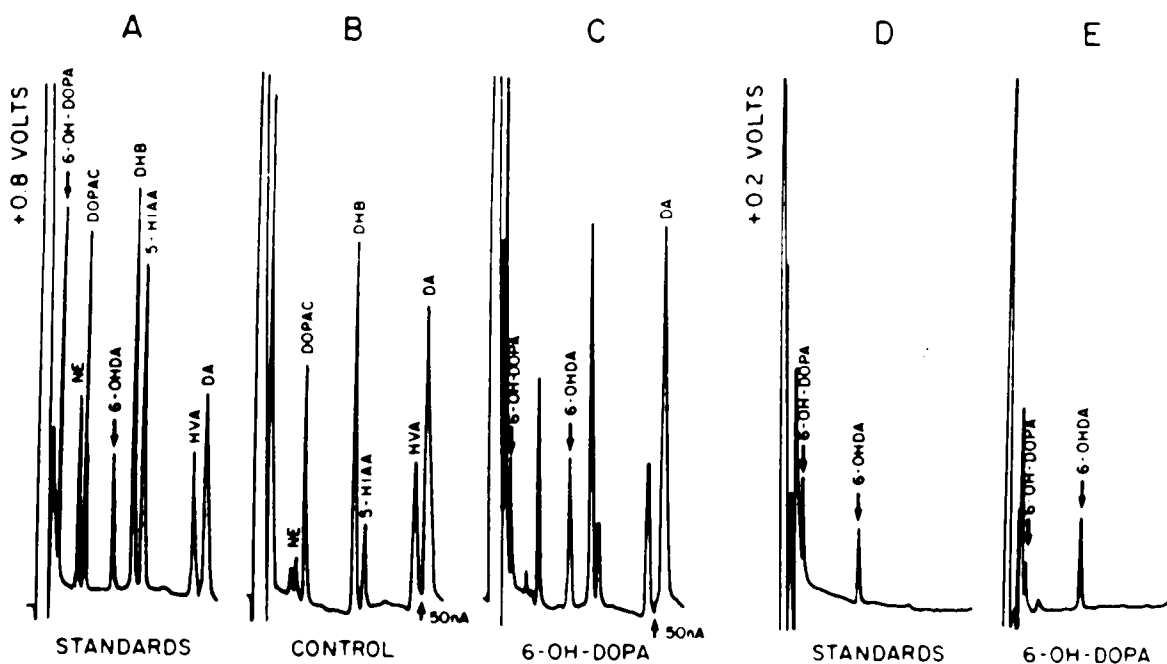 A
B
C
D
E
+0.8 VOLTS
6-OH-DOPA
NE
DOPAC
6-OHDA
DHB
5-HIAA
HVA
DA
STANDARDS
NE
DOPAC
DHB
5-HIAA
HVA
DA
50nA
CONTROL
6-OH-DOPA
6-OHDA
DA
50nA
6-OH-DOPA
+0.2 VOLTS
6-OH-DOPA
6-OHDA
STANDARDS
6-OH-DOPA
6-OHDA
6-OH-DOPA